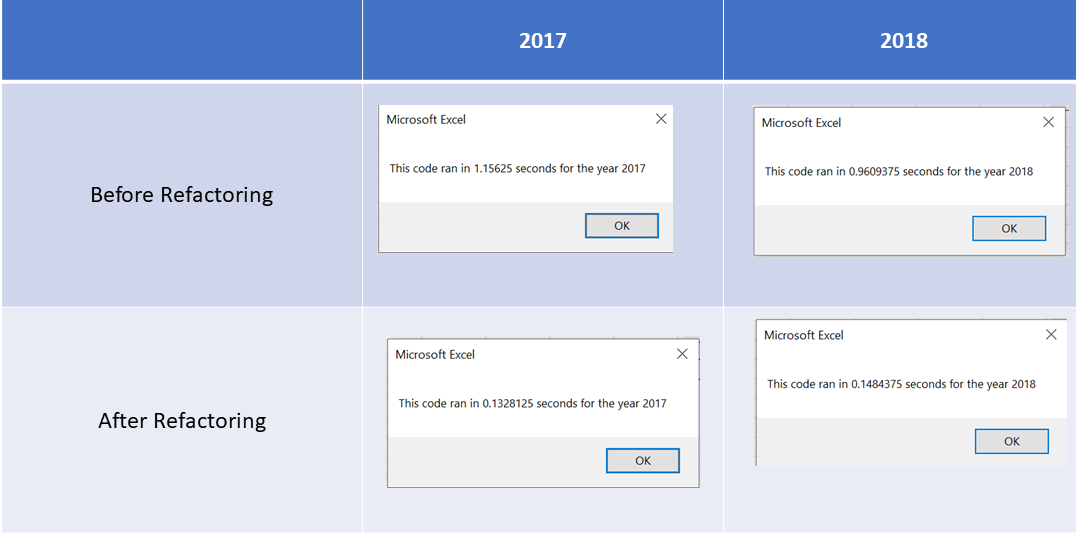 2017
2018
Before Refactoring
Microsoft Excel
This code ran in 1.15625 seconds for the year 2017
OK
Microsoft Excel
This code ran in 0.9609375 seconds for the year 2018
OK
After Refactoring
Microsoft Excel
This code ran in 0.1328125 seconds for the year 2017
OK
Microsoft Excel
This code ran in 0.1484375 seconds for the year 2018
OK